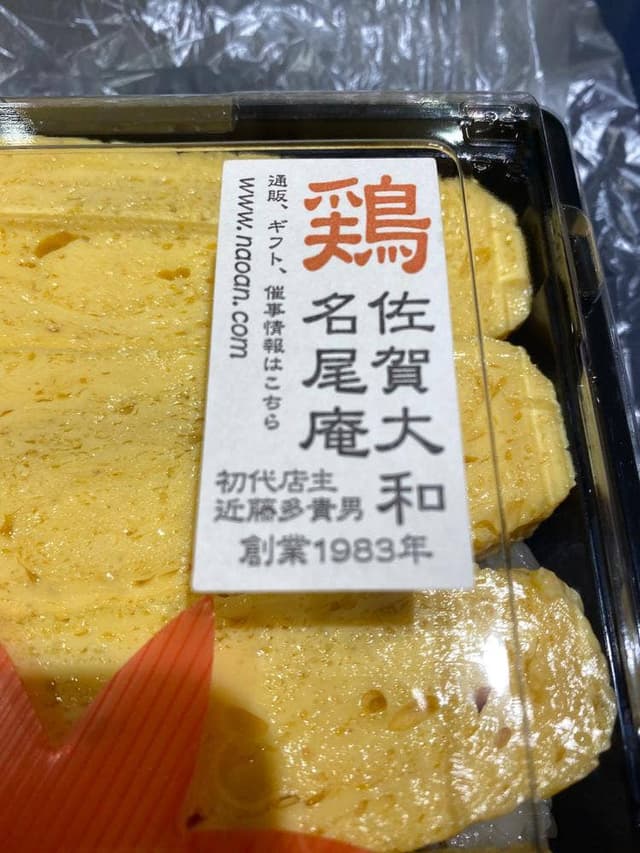 鶏
佐賀大和
名尾庵
初代店主
近藤多貴男
創業1983年
通販、ギフト、催事情報はこちら
www.naoan.com